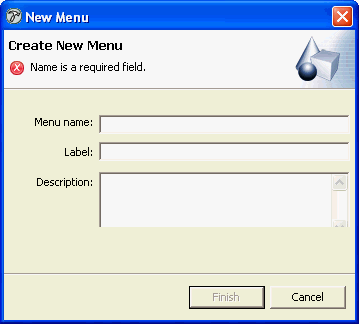 New Menu
Create New Menu
Name is a required field.
Menu name:
Label:
Description:
Finish
Cancel